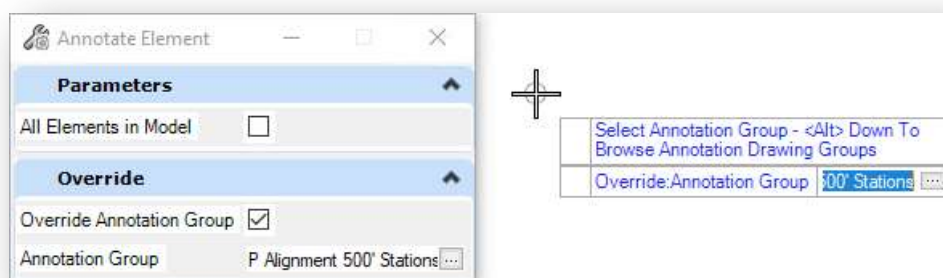 Annotate Element
Parameters
All Elements in Model
Override
Override Annotation Group
Annotation Group P Alignment 500' Stations ...
Select Annotation Group - <Alt> Down To
Browse Annotation Drawing Groups
Override:Annotation Group 500' Stations ...